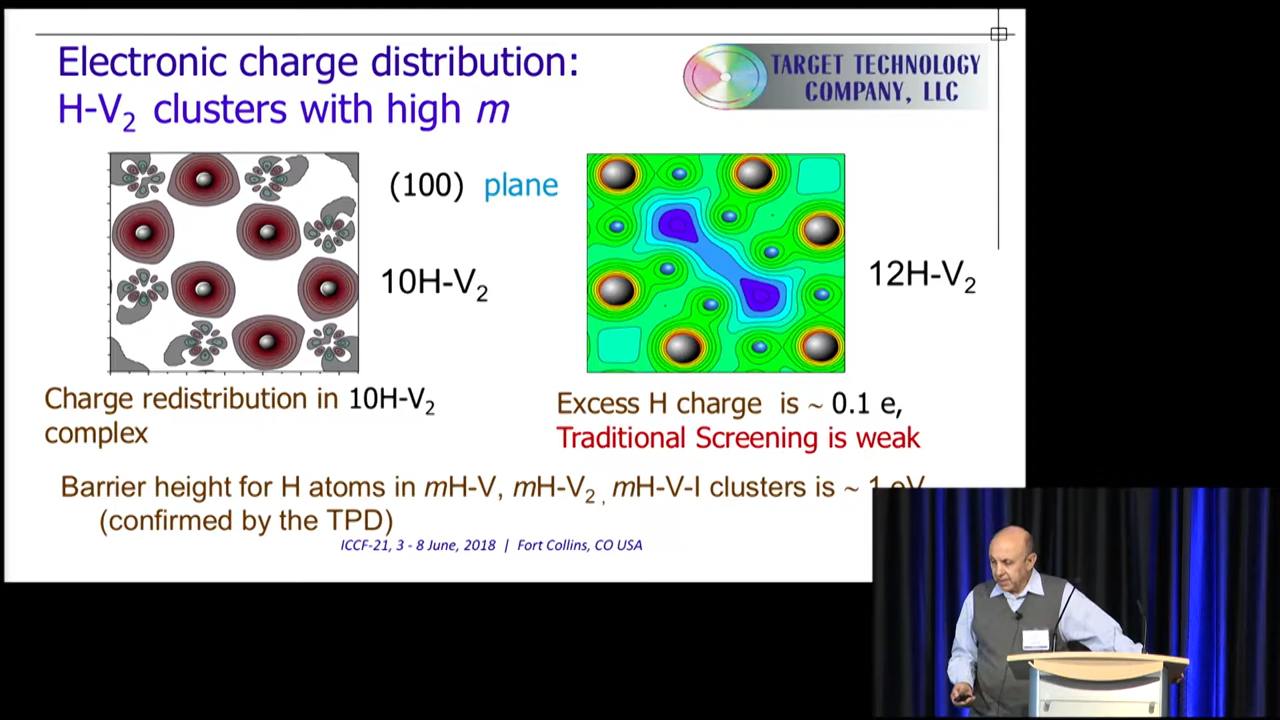 Electronic charge distribution:
H-V2 clusters with high m
TARGET TECHNOLOGY
COMPANY, LLC
(100) plane
10H-V2
12H-V2
Charge redistribution in 10H-V2
complex
Excess H charge is ~ 0.1 e,
Traditional Screening is weak
Barrier height for H atoms in mH-V, mH-V2 , mH-V-I clusters is ~ 1 eV
(confirmed by the TPD)
ICCF-21, 3 - 8 June, 2018 | Fort Collins, CO USA